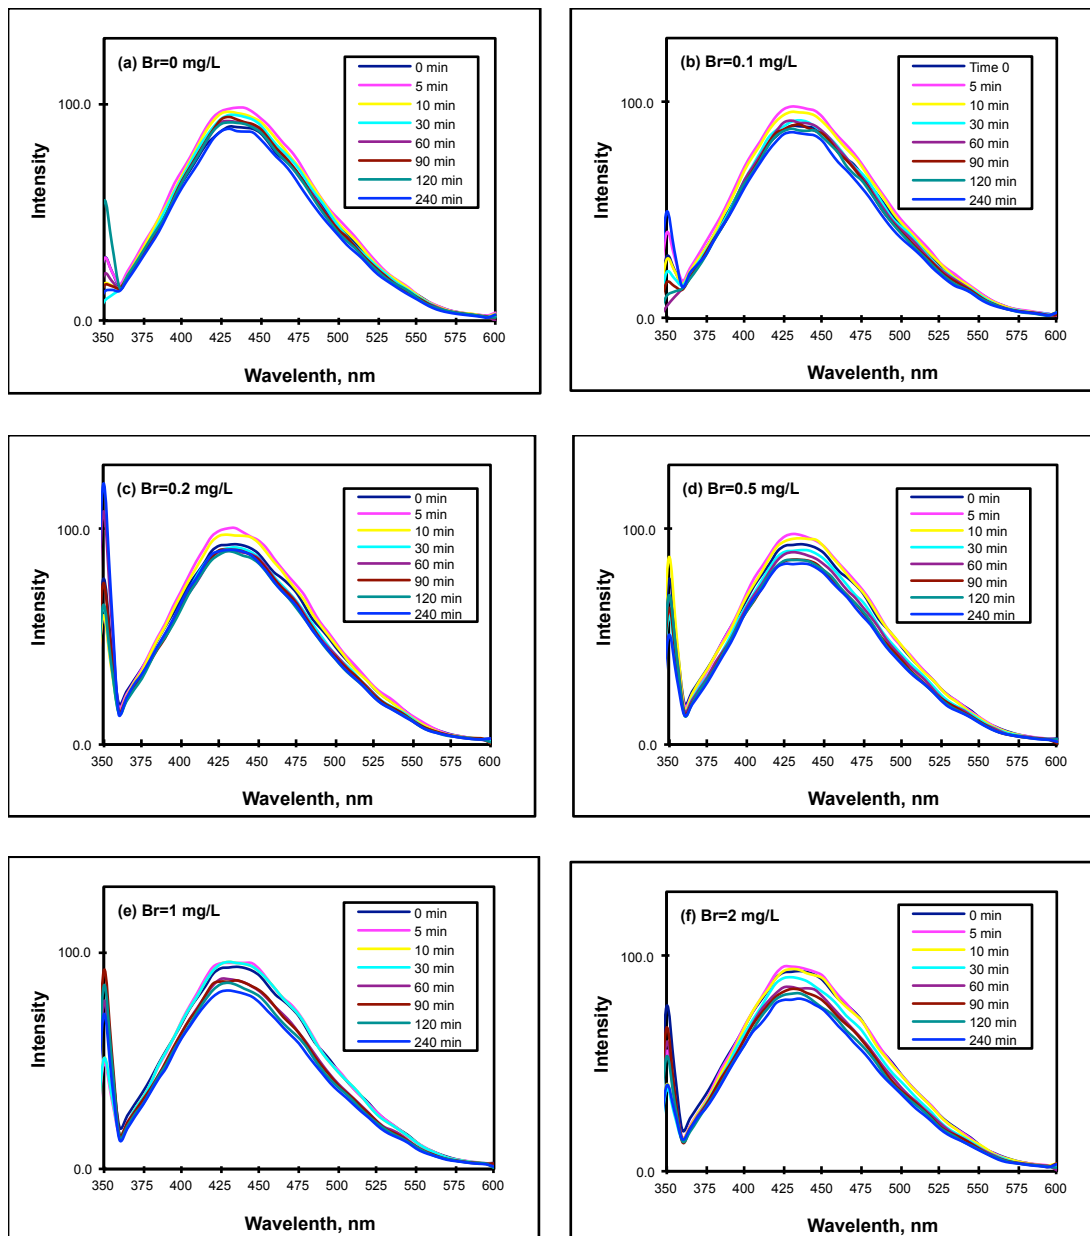 (a) Br=0 mg/L
0 min
5 min
10 min
30 min
60 min
90 min
120 min
240 min
100.0
0.0
Intensity
350 375 400 425 450 475 500 525 550 575 600
Wavelenth, nm
(b) Br=0.1 mg/L
Time 0
5 min
10 min
30 min
60 min
90 min
120 min
240 min
100.0
0.0
Intensity
350 375 400 425 450 475 500 525 550 575 600
Wavelenth, nm
(c) Br=0.2 mg/L
0 min
5 min
10 min
30 min
60 min
90 min
120 min
240 min
100.0
0.0
Intensity
350 375 400 425 450 475 500 525 550 575 600
Wavelenth, nm
(d) Br=0.5 mg/L
0 min
5 min
10 min
30 min
60 min
90 min
120 min
240 min
100.0
0.0
Intensity
350 375 400 425 450 475 500 525 550 575 600
Wavelenth, nm
(e) Br=1 mg/L
0 min
5 min
10 min
30 min
60 min
90 min
120 min
240 min
100.0
0.0
Intensity
350 375 400 425 450 475 500 525 550 575 600
Wavelenth, nm
(f) Br=2 mg/L
0 min
5 min
10 min
30 min
60 min
90 min
120 min
240 min
100.0
0.0
Intensity
350 375 400 425 450 475 500 525 550 575 600
Wavelenth, nm